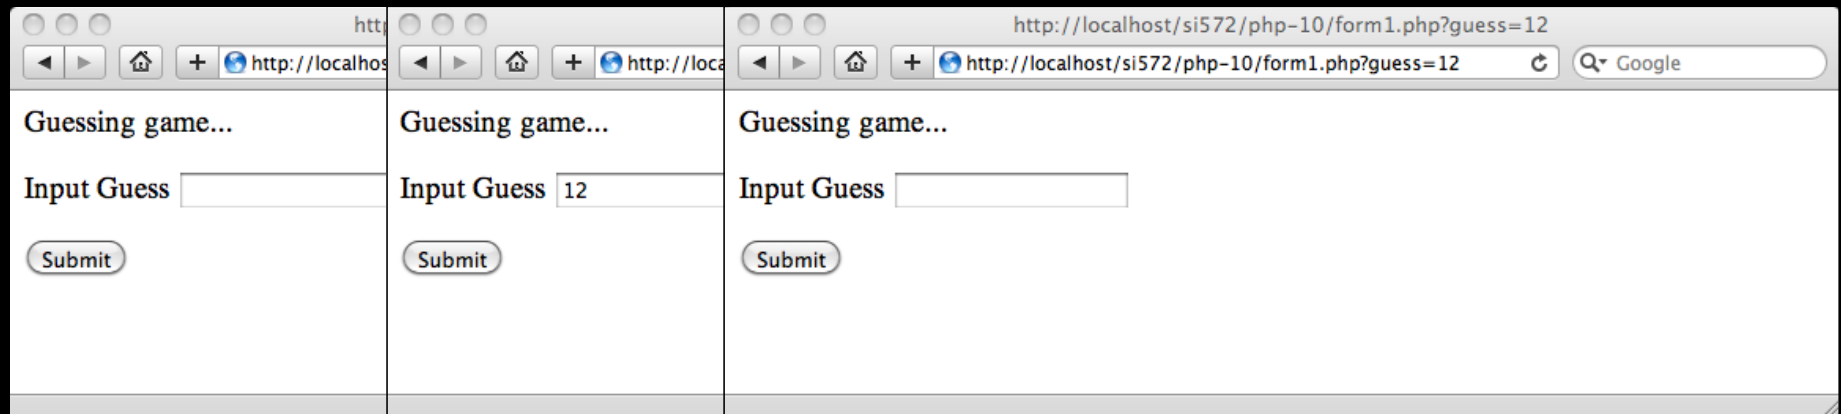 http
http://localhos
Guessing game...
Input Guess
Submit
http://loca
Guessing game...
Input Guess 12
Submit
http://localhost/si572/php-10/form1.php?guess=12
http://localhost/si572/php-10/form1.php?guess=12 Google
Guessing game...
Input Guess
Submit